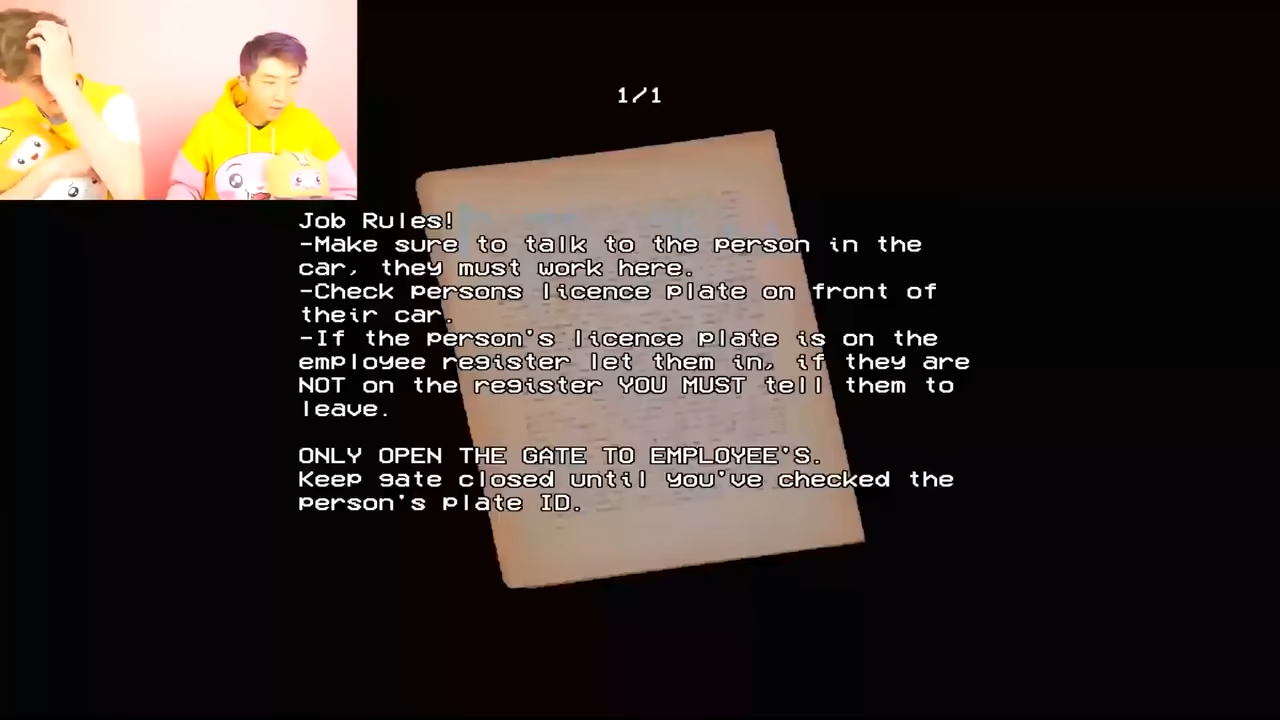 1/1
Job Rules!
-Make sure to talk to the person in the
car, they must work here.
-Check persons licence plate on front of
their car.
-If the person's licence plate is on the
employee register let them in, if they are
NOT on the register YOU MUST tell them to
leave.
ONLY OPEN THE GATE TO EMPLOYEE'S.
Keep gate closed until you've checked the
person's plate ID.